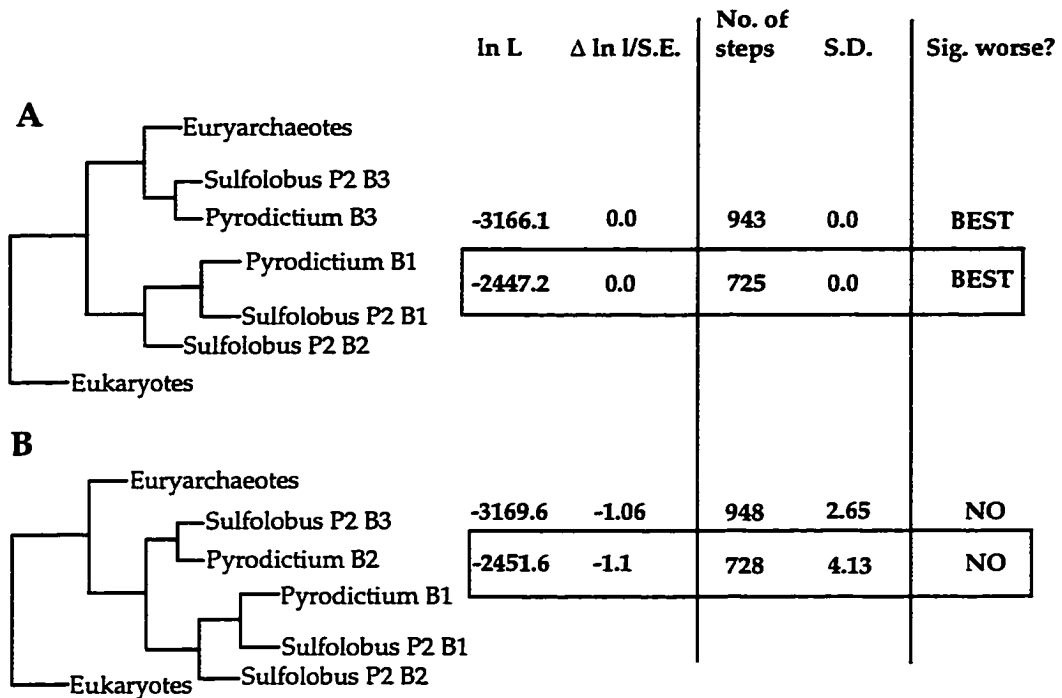 No. of
ln L Δ ln l/S.E. steps S.D. Sig. worse?
A
Euryarchaeotes
Sulfolobus P2 B3
Pyrodictium B3 -3166.1 0.0 943 0.0 BEST
Pyrodictium B1
-2447.2 0.0 725 0.0 BEST
Sulfolobus P2 B1
Sulfolobus P2 B2
Eukaryotes
B
Euryarchaeotes
Sulfolobus P2 B3 -3169.6 -1.06 948 2.65 NO
Pyrodictium B2 -2451.6 -1.1 728 4.13 NO
Pyrodictium B1
Sulfolobus P2 B1
Sulfolobus P2 B2
Eukaryotes